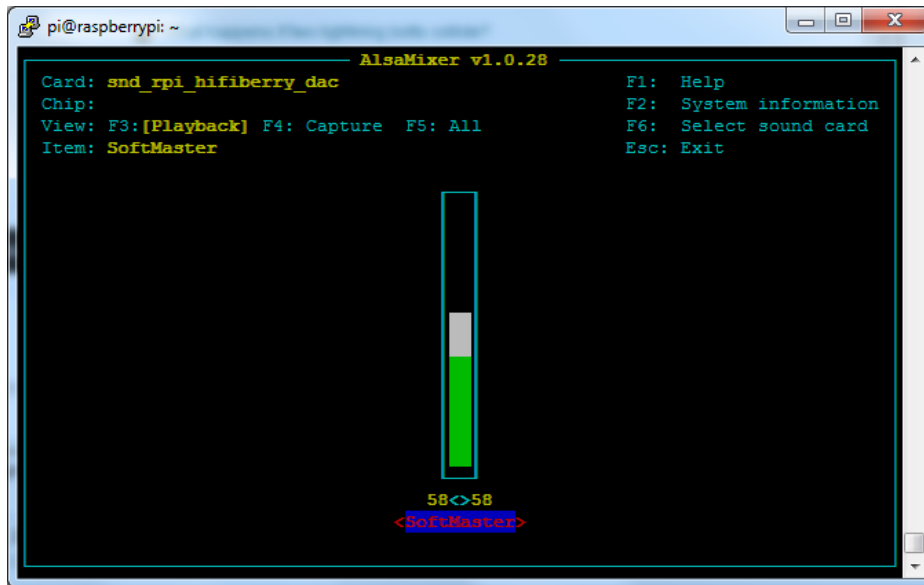 pi@raspberrypi: ~
AlsaMixer v1.0.28
Card: snd_rpi_hifiberry_dac F1: Help
Chip: F2: System information
View: F3:[Playback] F4: Capture F5: All F6: Select sound card
Item: SoftMaster Esc: Exit
58<>58
<SoftMaster>